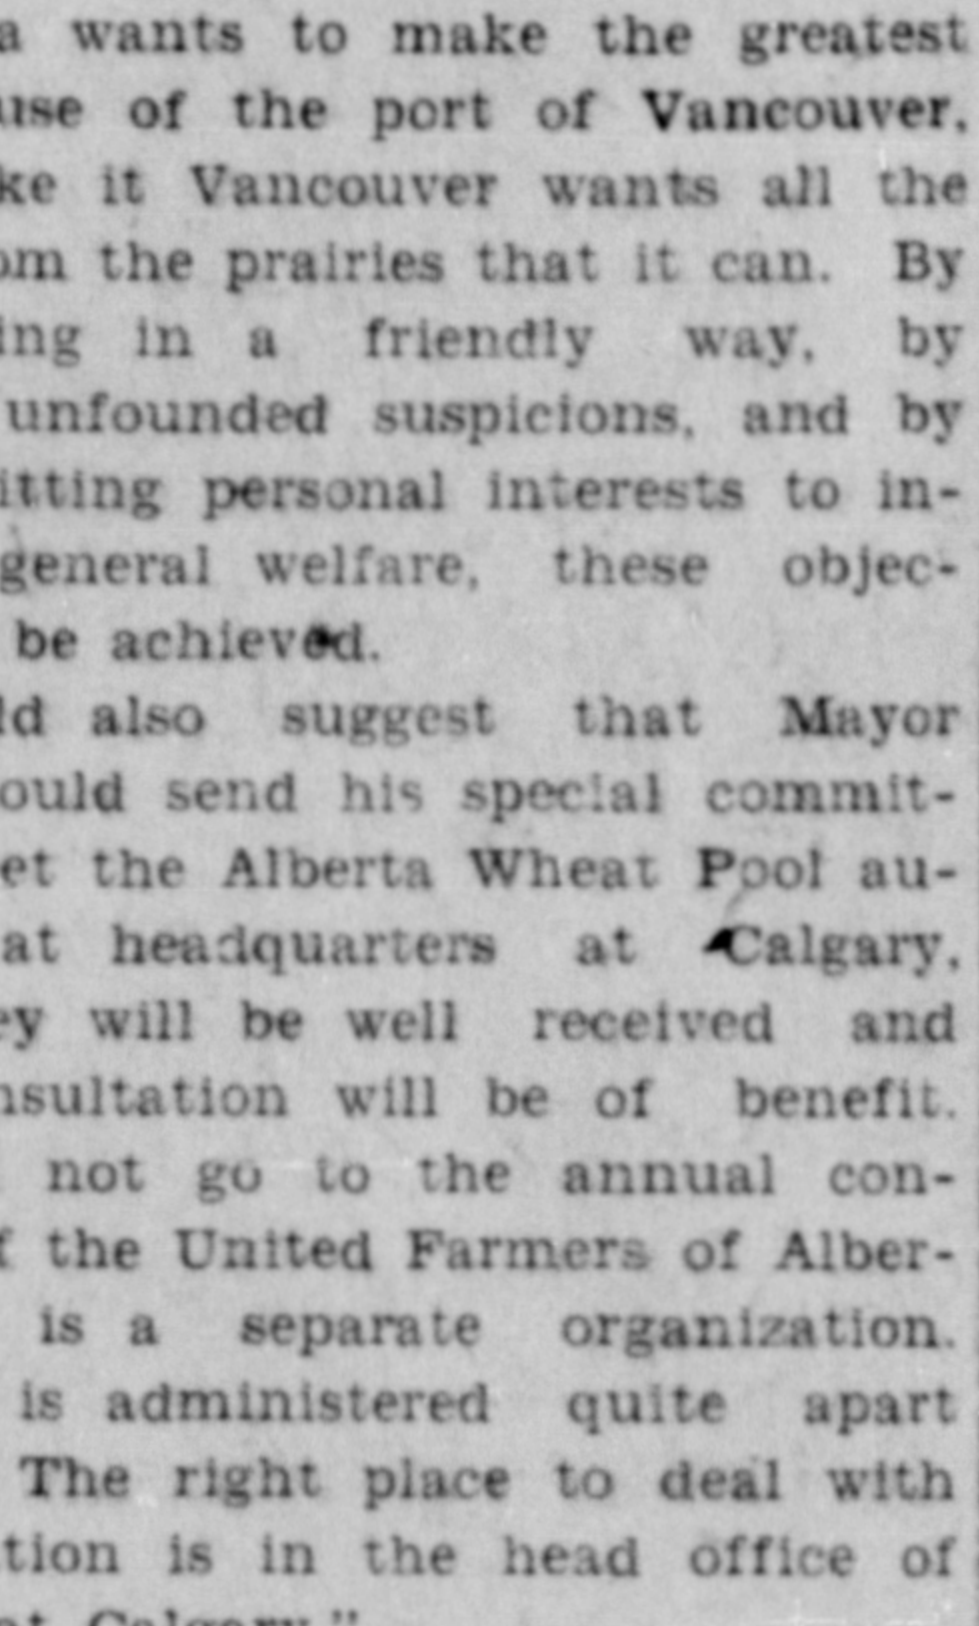 a wants to make the greatest
use of the port of Vancouver,
ke it Vancouver wants all the
om the prairies that it can. By
ing in a friendly way, by
unfounded suspicions, and by
itting personal interests to in-
general welfare, these objec-
be achieved.
ld also suggest that Mayor
ould send his special commit-
et the Alberta Wheat Pool au-
at headquarters at Calgary,
ey will be well received and
nsultation will be of benefit.
not go to the annual con-
f the United Farmers of Alber-
is a separate organization.
is administered quite apart
The right place to deal with
tion is in the head office of
at Calgary."